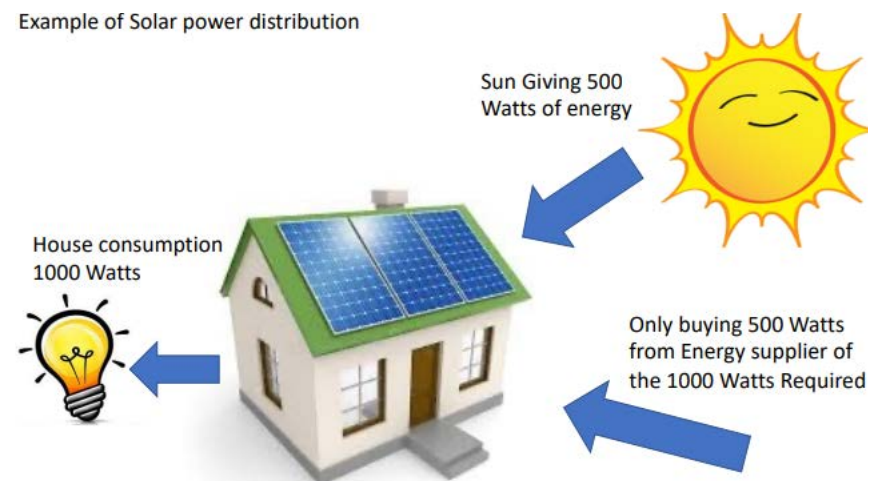 Example of Solar power distribution
Sun Giving 500
Watts of energy
House consumption
1000 Watts
Only buying 500 Watts
from Energy supplier of
the 1000 Watts Required